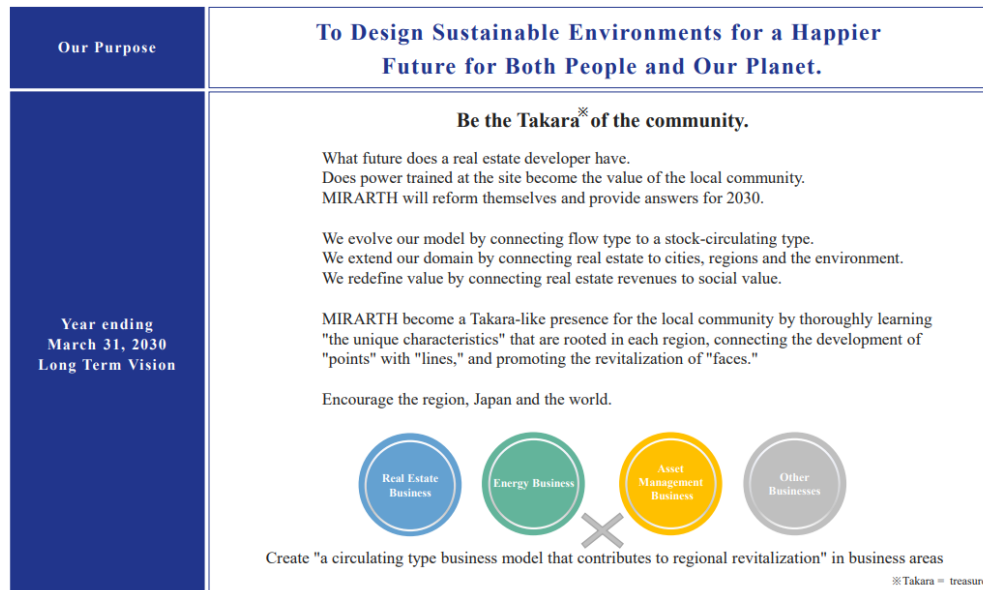 Our Purpose
To Design Sustainable Environments for a Happier
Future for Both People and Our Planet.
Year ending
March 31, 2030
Long Term Vision
Be the Takara※ of the community.
What future does a real estate developer have.
Does power trained at the site become the value of the local community.
MIRARTH will reform themselves and provide answers for 2030.
We evolve our model by connecting flow type to a stock-circulating type.
We extend our domain by connecting real estate to cities, regions and the environment.
We redefine value by connecting real estate revenues to social value.
MIRARTH become a Takara-like presence for the local community by thoroughly learning
"the unique characteristics" that are rooted in each region, connecting the development of
"points" with "lines," and promoting the revitalization of "faces."
Encourage the region, Japan and the world.
Real Estate
Business
Energy Business
Asset
Management
Business
Other
Businesses
Create "a circulating type business model that contributes to regional revitalization" in business areas
※Takara = treasure